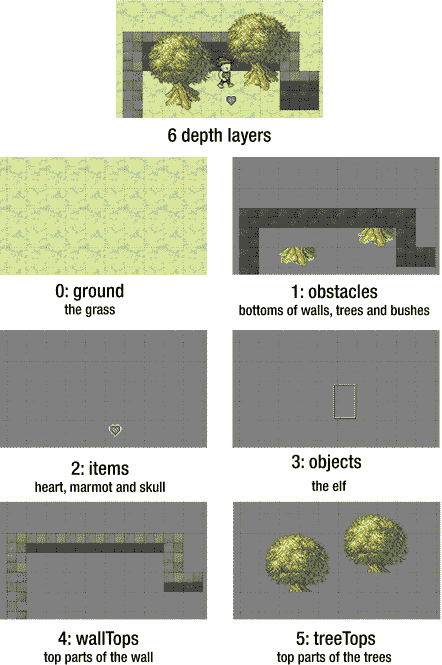 6 depth layers
0: ground
the grass
1: obstacles
bottoms of walls, trees and bushes
2: items
heart, marmot and skull
3: objects
the elf
4: wallTops
top parts of the wall
5: treeTops
top parts of the trees